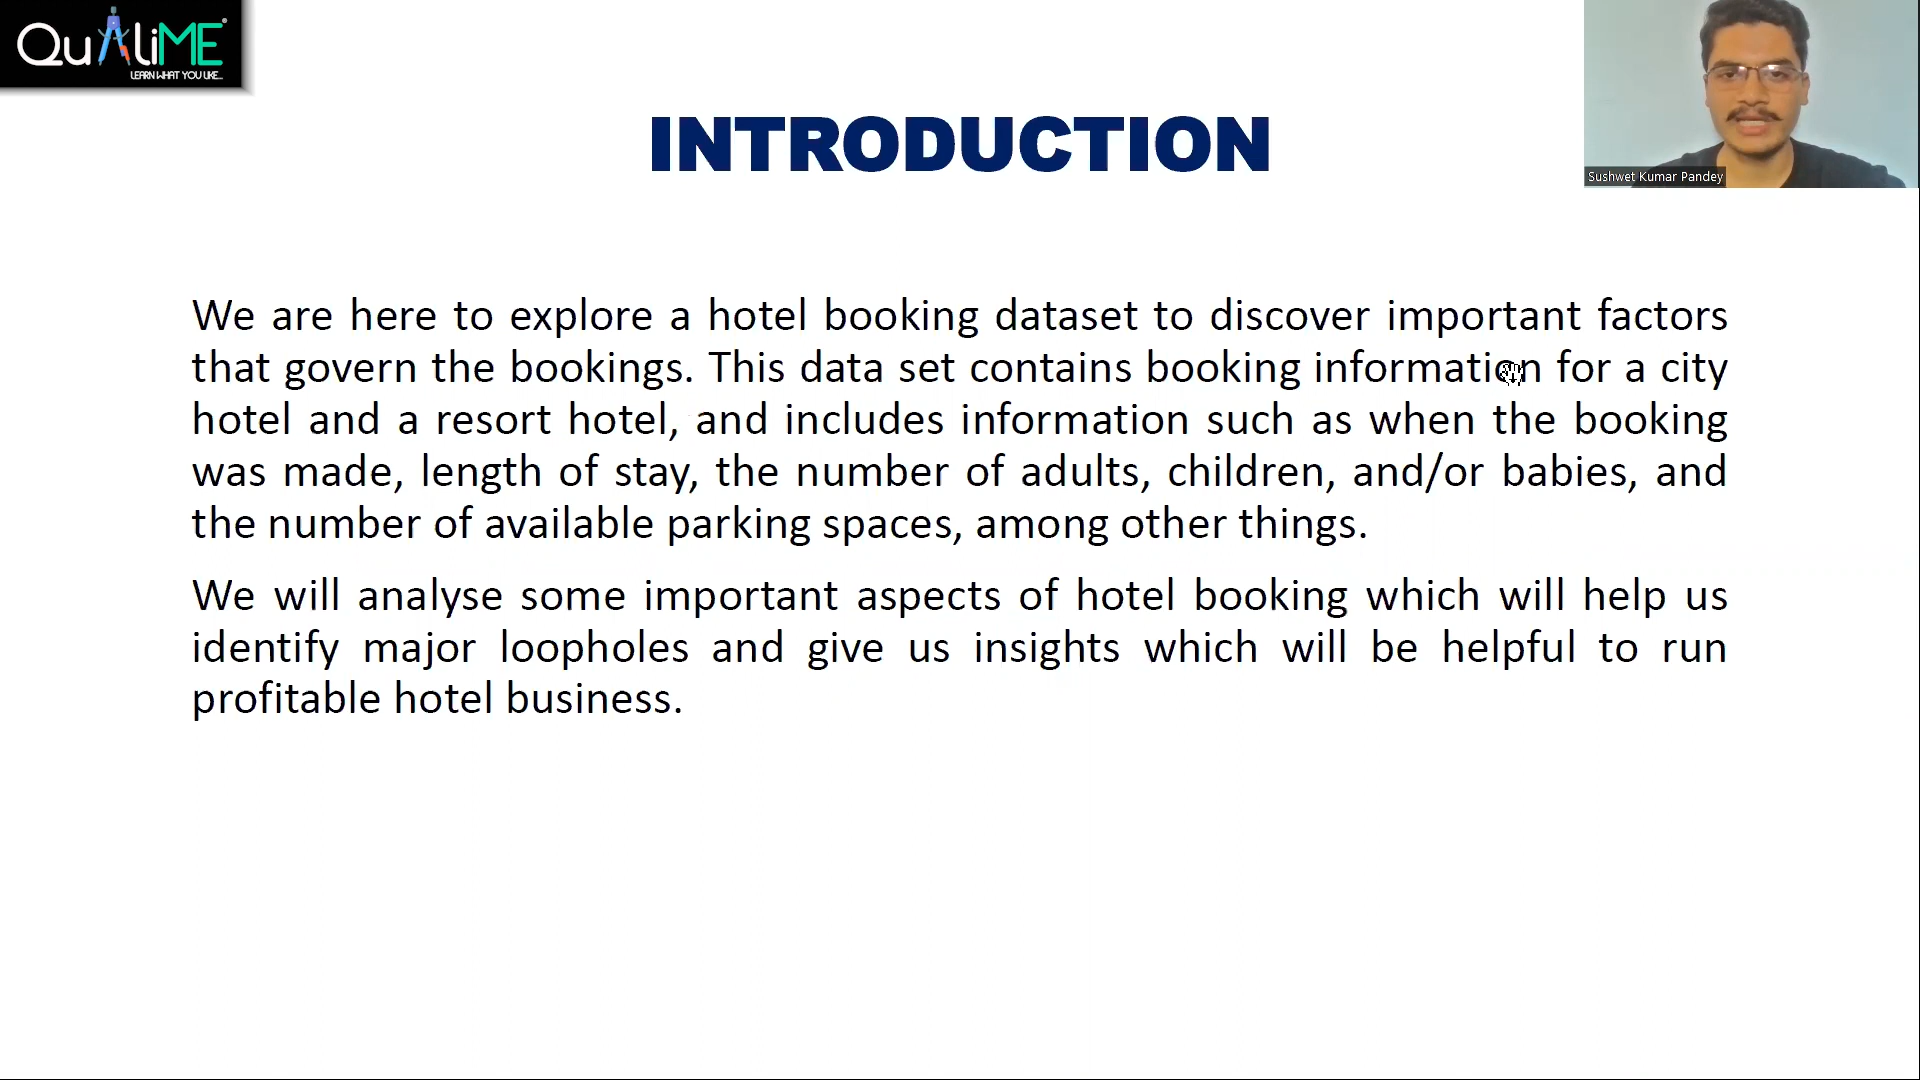 QuALiME®
LEARN WHAT YOU LIKE...
Sushwet Kumar Pandey
INTRODUCTION
We are here to explore a hotel booking dataset to discover important factors
that govern the bookings. This data set contains booking information for a city
hotel and a resort hotel, and includes information such as when the booking
was made, length of stay, the number of adults, children, and/or babies, and
the number of available parking spaces, among other things.
We will analyse some important aspects of hotel booking which will help us
identify major loopholes and give us insights which will be helpful to run
profitable hotel business.